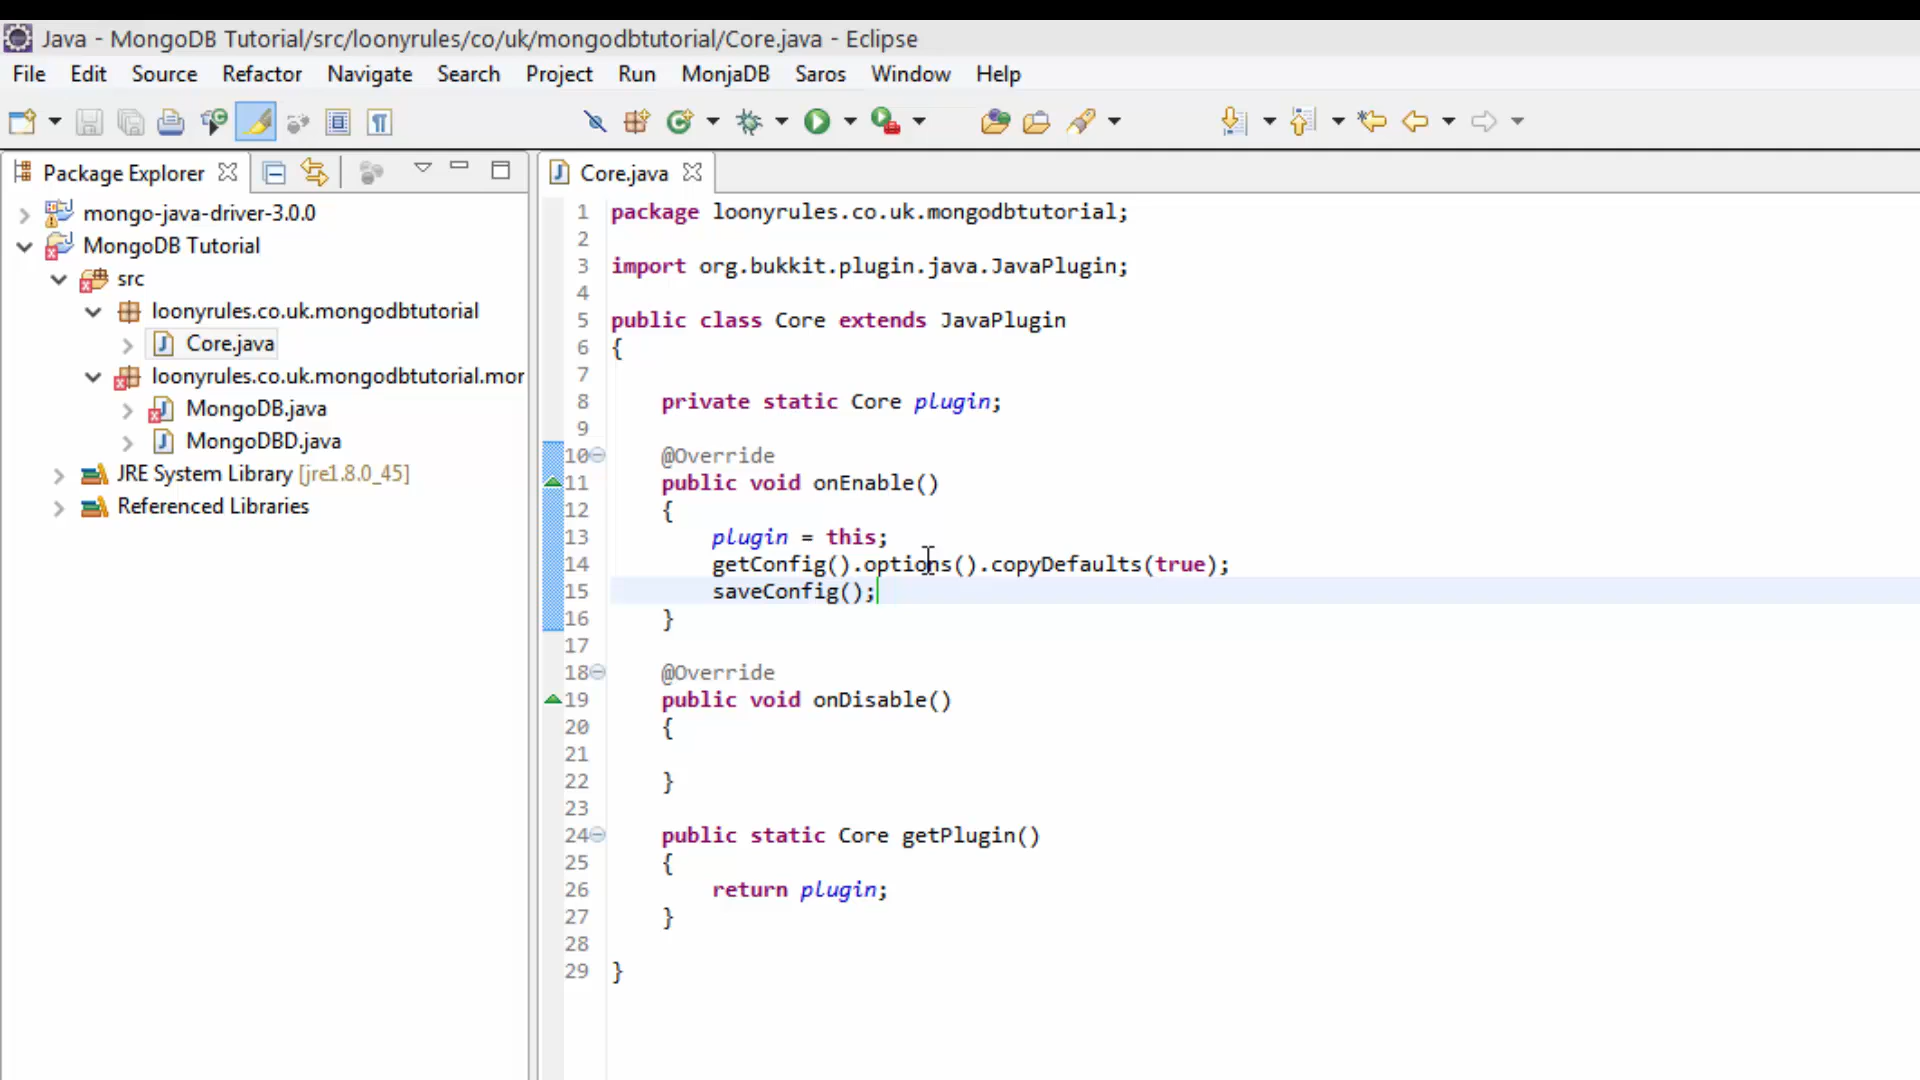 Java - MongoDB Tutorial/src/loonyrules/co/uk/mongodbtutorial/Core.java - Eclipse
File Edit Source Refactor Navigate Search Project Run MonjaDB Saros Window Help
Package Explorer
mongo-java-driver-3.0.0
MongoDB Tutorial
src
loonyrules.co.uk.mongodbtutorial
Core.java
loonyrules.co.uk.mongodbtutorial.mor
MongoDB.java
MongoDBD.java
JRE System Library [jre1.8.0_45]
Referenced Libraries
Core.java
1 package loonyrules.co.uk.mongodbtutorial;
2
3 import org.bukkit.plugin.java.JavaPlugin;
4
5 public class Core extends JavaPlugin
6 {
7
8     private static Core plugin;
9
10     @Override
11     public void onEnable()
12     {
13         plugin = this;
14         getConfig().options().copyDefaults(true);
15         saveConfig();
16     }
17
18     @Override
19     public void onDisable()
20     {
21
22     }
23
24     public static Core getPlugin()
25     {
26         return plugin;
27     }
28
29 }